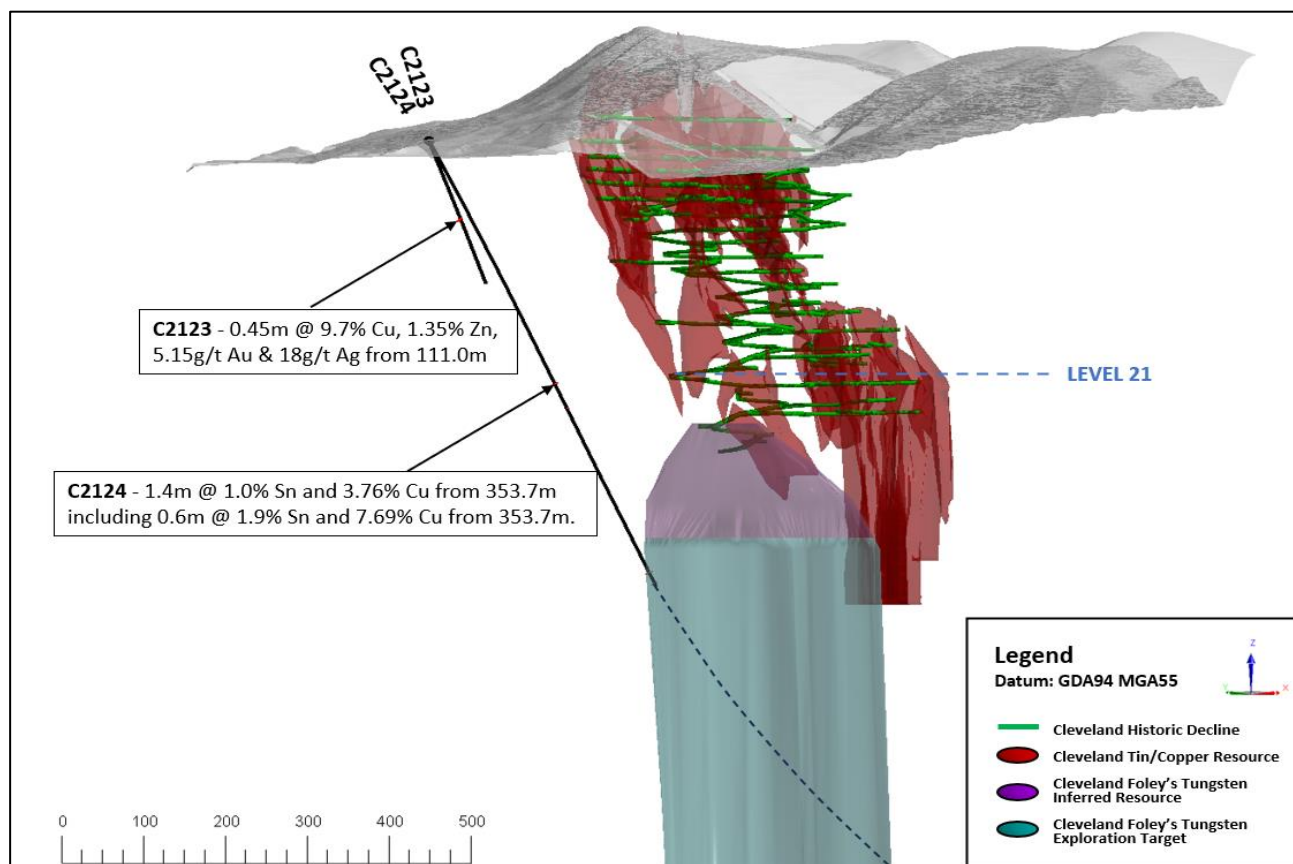 C2123
C2124
C2123 - 0.45m @ 9.7% Cu, 1.35% Zn,
5.15g/t Au & 18g/t Ag from 111.0m
LEVEL 21
C2124 - 1.4m @ 1.0% Sn and 3.76% Cu from 353.7m
including 0.6m @ 1.9% Sn and 7.69% Cu from 353.7m.
0 100 200 300 400 500
Legend
Datum: GDA94 MGA55
Z
Y
X
Cleveland Historic Decline
Cleveland Tin/Copper Resource
Cleveland Foley's Tungsten
Inferred Resource
Cleveland Foley's Tungsten
Exploration Target